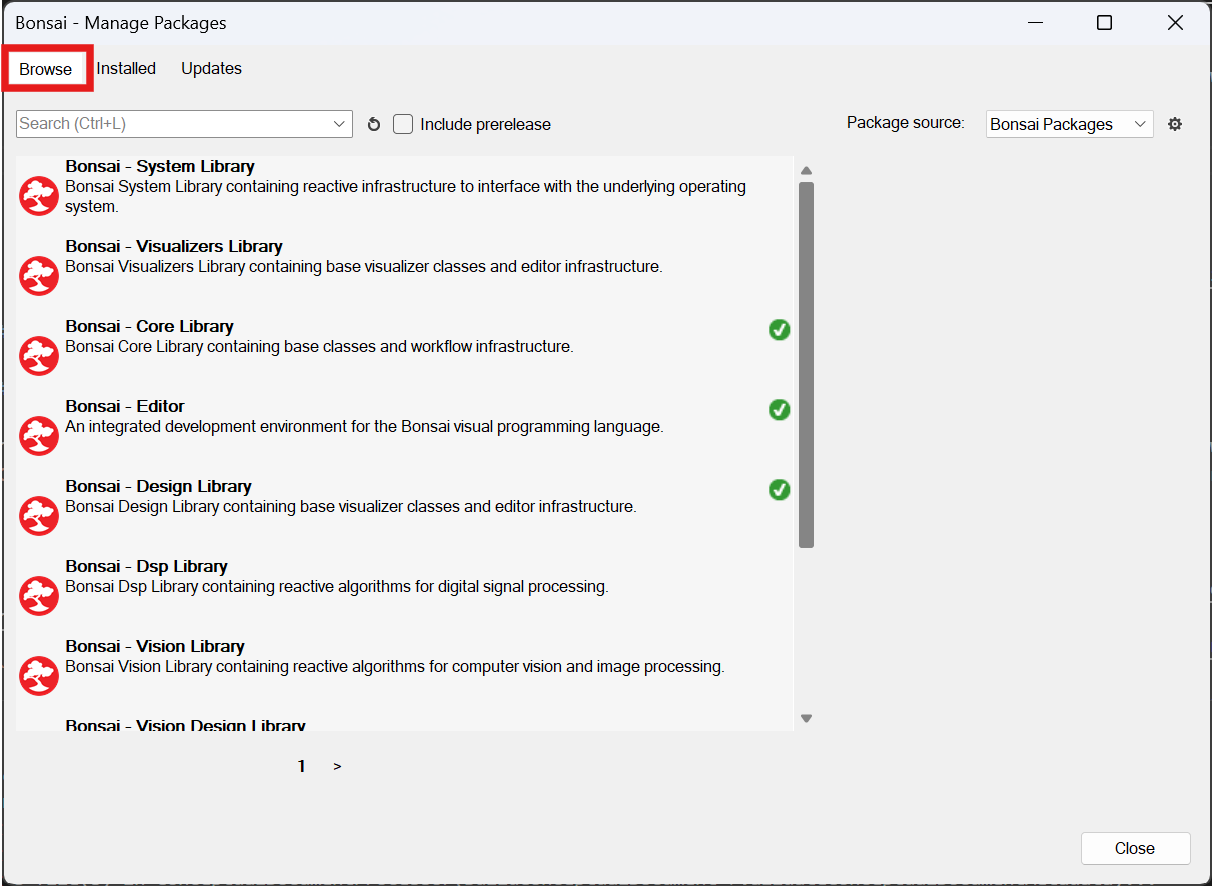 Bonsai - Manage Packages
Browse Installed Updates
Search (Ctrl+L) Include prerelease Package source: Bonsai Packages
Bonsai - System Library
Bonsai System Library containing reactive infrastructure to interface with the underlying operating
system.
Bonsai - Visualizers Library
Bonsai Visualizers Library containing base visualizer classes and editor infrastructure.
Bonsai - Core Library
Bonsai Core Library containing base classes and workflow infrastructure.
Bonsai - Editor
An integrated development environment for the Bonsai visual programming language.
Bonsai - Design Library
Bonsai Design Library containing base visualizer classes and editor infrastructure.
Bonsai - Dsp Library
Bonsai Dsp Library containing reactive algorithms for digital signal processing.
Bonsai - Vision Library
Bonsai Vision Library containing reactive algorithms for computer vision and image processing.
Bonsai - Vision Design Library
1 >
Close